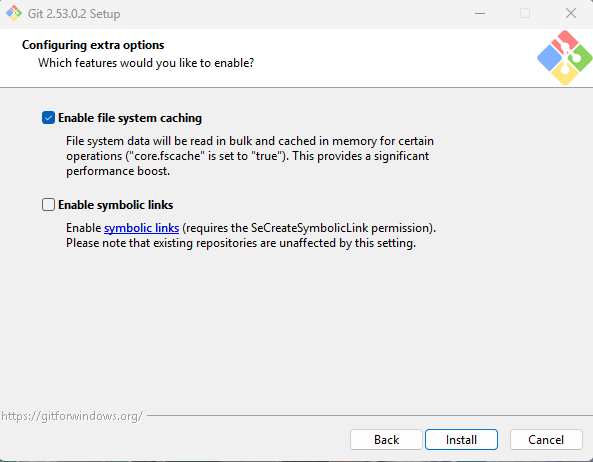 Git 2.53.0.2 Setup
Configuring extra options
Which features would you like to enable?
Enable file system caching
File system data will be read in bulk and cached in memory for certain
operations ("core.fscache" is set to "true"). This provides a significant
performance boost.
Enable symbolic links
Enable symbolic links (requires the SeCreateSymbolicLink permission).
Please note that existing repositories are unaffected by this setting.
https://gitforwindows.org/
Back
Install
Cancel